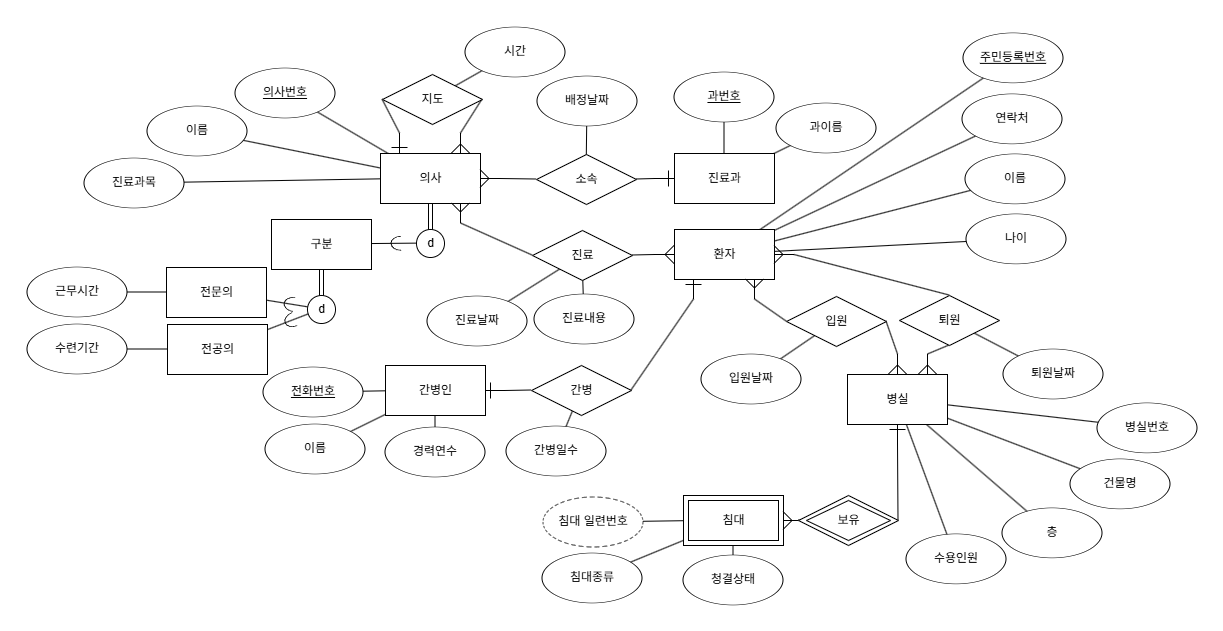 시간
주민등록번호
의사번호
지도
배정날짜
과번호
연락처
이름
과이름
진료과목
의사
소속
진료과
이름
구분
d
진료
환자
나이
근무시간
전문의
d
진료날짜
진료내용
입원
퇴원
수련기간
전공의
전화번호
간병인
간병
입원날짜
퇴원날짜
병실
이름
경력연수
간병일수
병실번호
건물명
침대 일련번호
침대
보유
층
침대종류
청결상태
수용인원